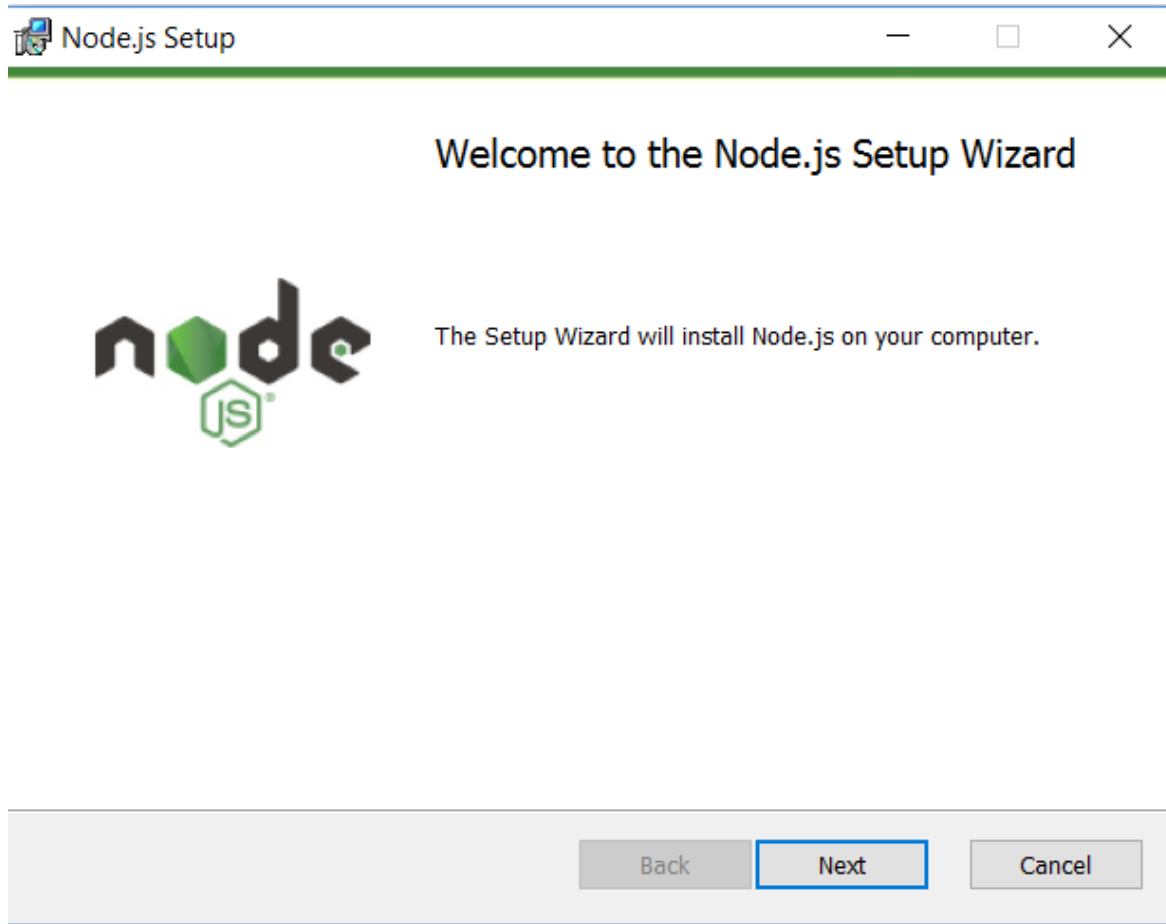 Node.js Setup
Welcome to the Node.js Setup Wizard
node
JS®
The Setup Wizard will install Node.js on your computer.
Back
Next
Cancel